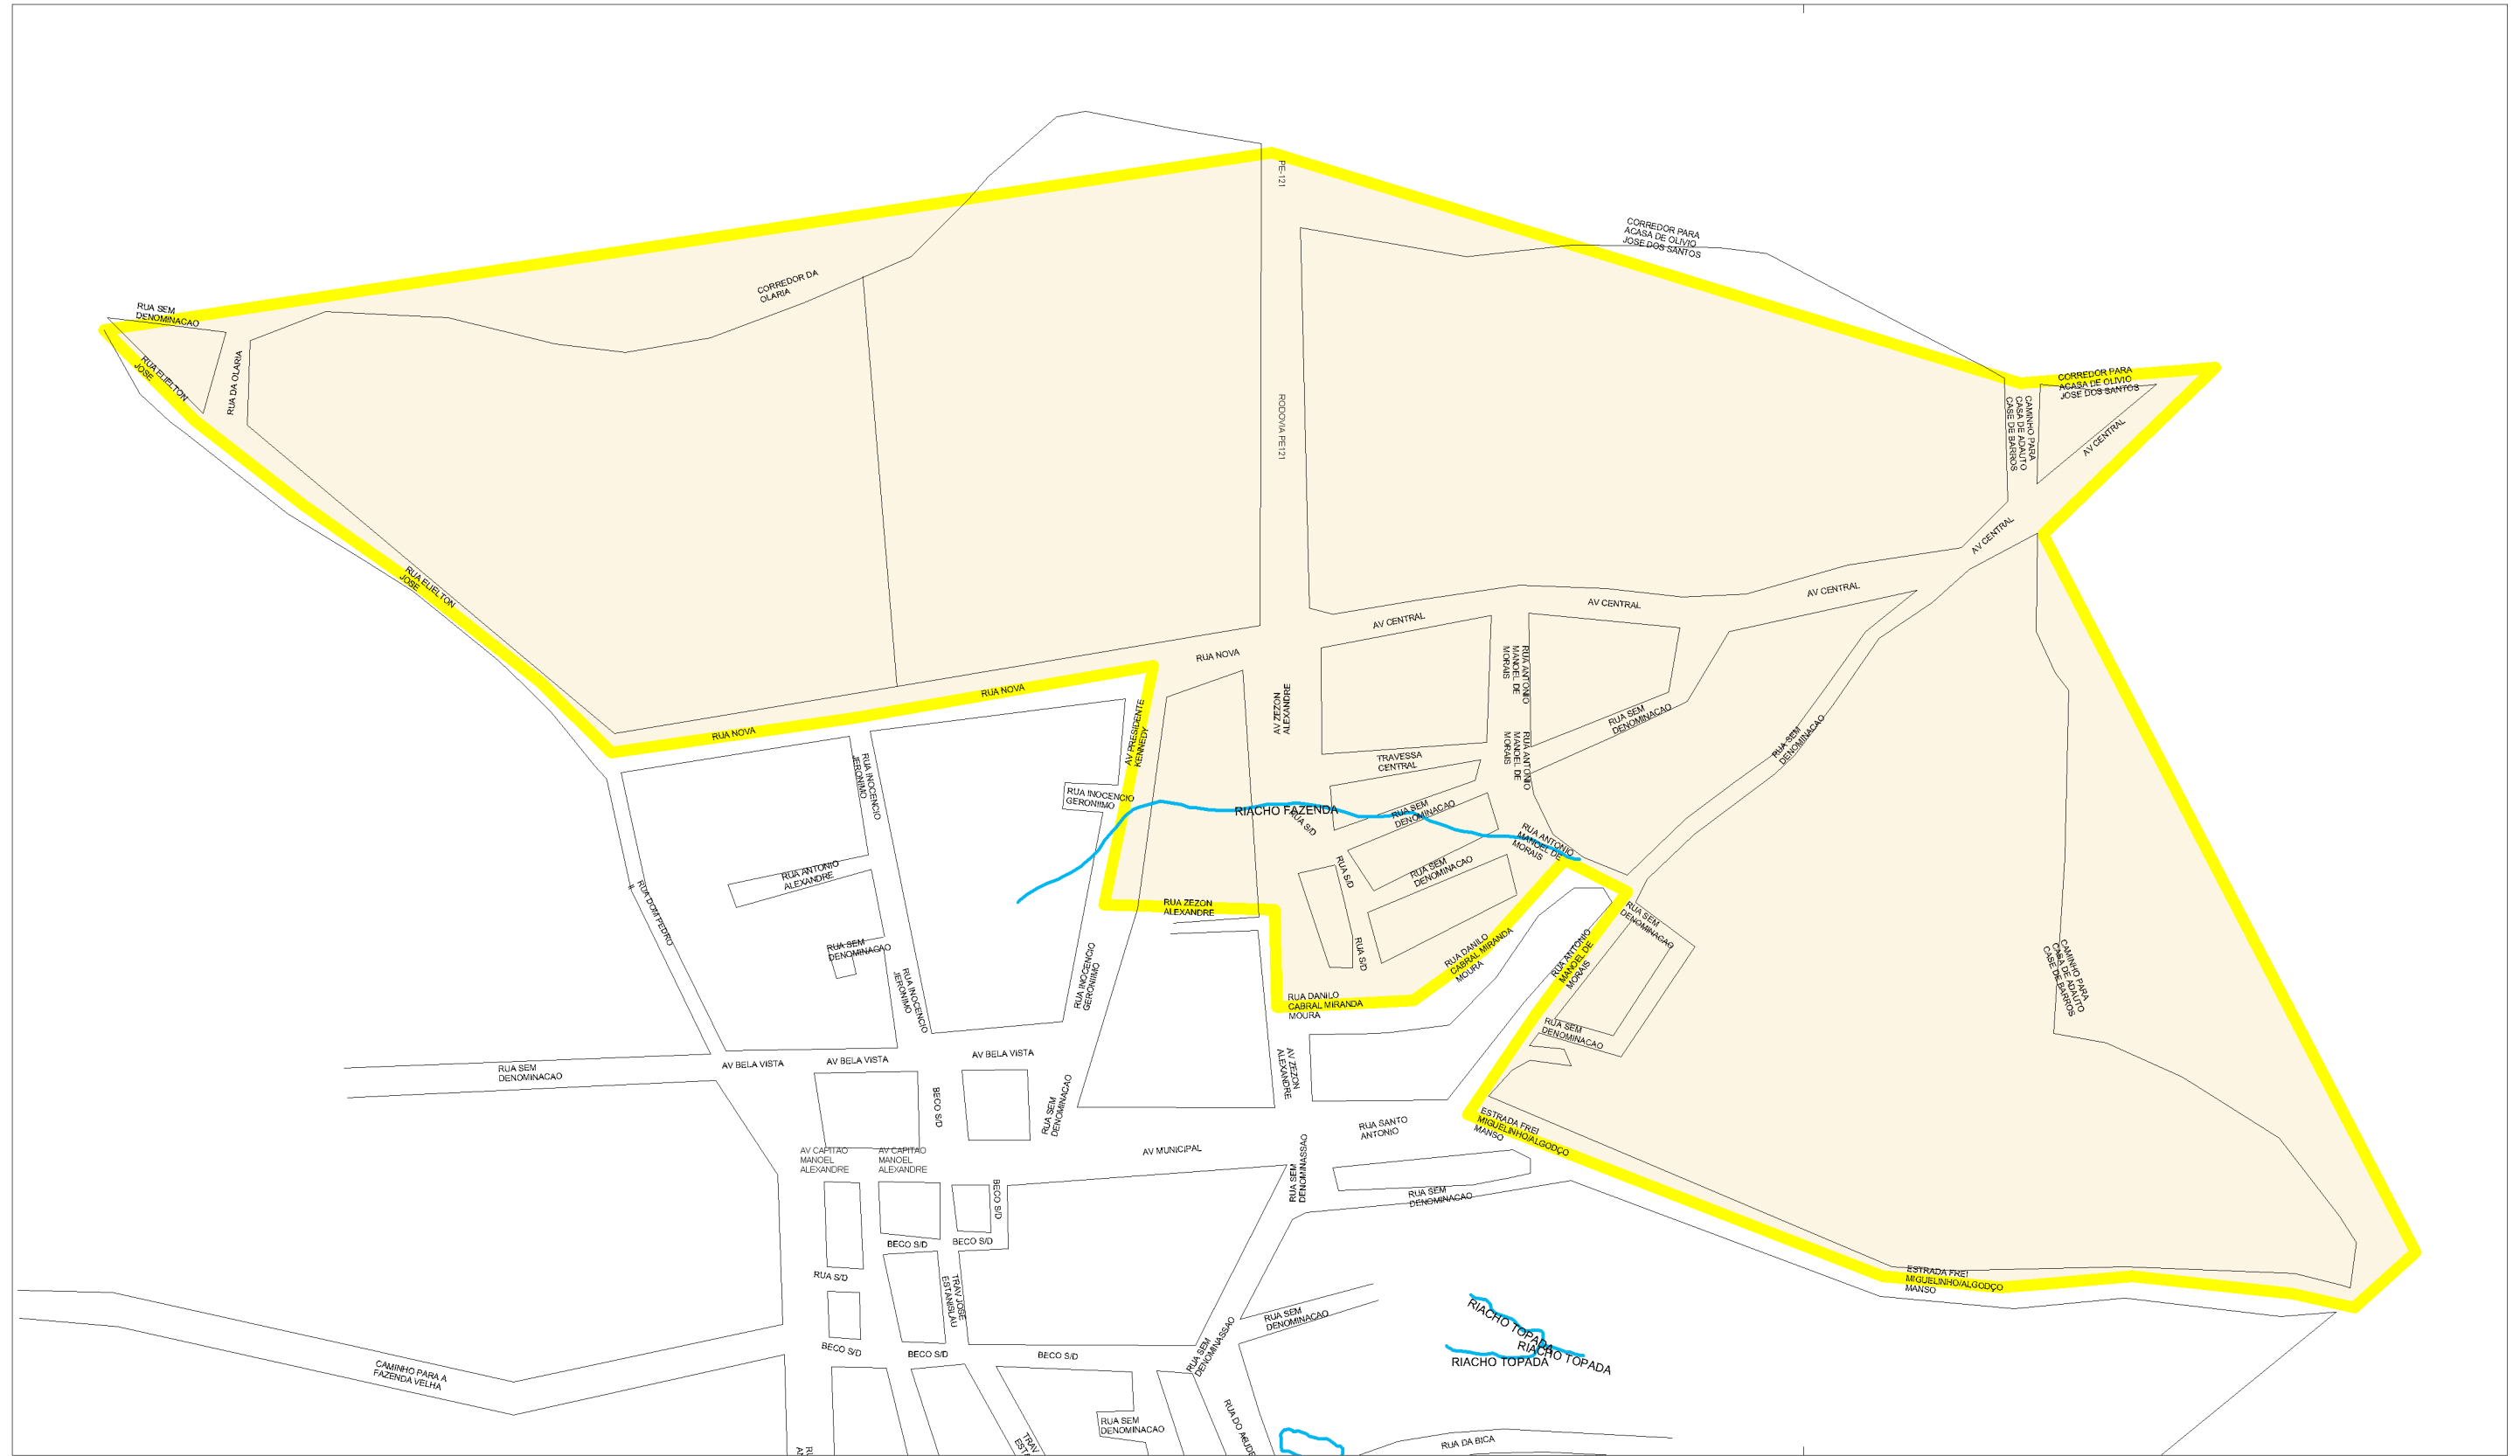 PE-121
CORREDOR PARA
ACASA DE OLIVIO
JOSE DOS SANTOS
CORREDOR DA
OLARIA
RUA SEM
DENOMINACAO
RUA ELIELTON
JOSE
RUA DA OLARIA
RODOVIA PE121
CORREDOR PARA
ACASA DE OLIVIO
JOSE DOS SANTOS
CAMINHO PARA
CASA DE ADAUTO
CASE DE BARROS
AV CENTRAL
AV CENTRAL
RUA ELIELTON
JOSE
AV CENTRAL
AV CENTRAL
AV CENTRAL
RUA NOVA
RUA NOVA
RUA NOVA
AV ZEZON
ALEXANDRE
RUA ANTONIO
MANOEL DE
MORAIS
RUA ANTONIO
MANOEL DE
MORAIS
RUA SEM
DENOMINACAO
RUA SEM
DENOMINACAO
AV PRESIDENTE
KENNEDY
TRAVESSA
CENTRAL
RUA INOCENCIO
JERONIMO
RUA INOCENCIO
GERONIIMO
RIACHO FAZENDA
RUA S/D
RUA SEM
DENOMINACAO
RUA ANTONIO
MANOEL DE
MORAIS
RUA SEM
DENOMINACAO
RUA S/D
RUA ANTONIO
ALEXANDRE
RUA DOM PEDRO
RUA ZEZON
ALEXANDRE
RUA SEM
DENOMINACAO
RUA SEM
DENOMINACAO
RUA S/D
RUA DANILO
CABRAL MIRANDA
MOURA
RUA ANTONIO
MANOEL DE
MORAIS
RUA INOCENCIO
JERONIMO
RUA INOCENCIO
GERONIMO
RUA DANILO
CABRAL MIRANDA
MOURA
CAMINHO PARA
CASA DE ADAUTO
CASE DE BARROS
RUA SEM
DENOMINACAO
AV BELA VISTA
AV BELA VISTA
AV BELA VISTA
RUA SEM
DENOMINACAO
AV ZEZON
ALEXANDRE
BECO S/D
RUA SEM
DENOMINACAO
RUA SANTO
ANTONIO
ESTRADA FREI
MIGUELINHO/ALGODÇO
MANSO
AV CAPITAO
MANOEL
ALEXANDRE
AV CAPITAO
MANOEL
ALEXANDRE
AV MUNICIPAL
RUA SEM
DENOMINASSAO
RUA SEM
DENOMINACAO
BECO S/D
BECO S/D
BECO S/D
RUA S/D
TRAV JOSE
ESTANISLAU
ESTRADA FREI
MIGUELINHO/ALGODÇO
MANSO
RUA SEM
DENOMINACAO
RIACHO TOPADA
RIACHO TOPADA
RIACHO TOPADA
RUA SEM
DENOMINASSAO
BECO S/D
BECO S/D
BECO S/D
CAMINHO PARA A
FAZENDA VELHA
RUA SEM
DENOMINACAO
RUA DO AÇUDE
RUA DA BICA
TRAV